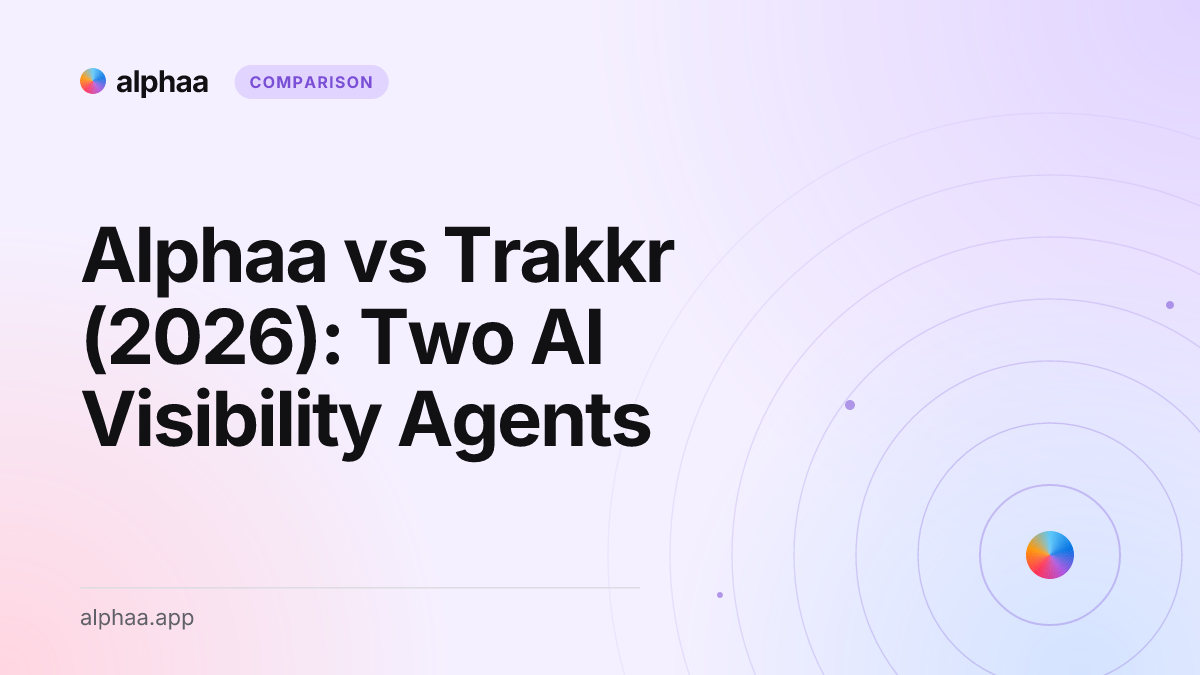 alphaa
COMPARISON
Alphaa vs Trakkr
(2026): Two AI
Visibility Agents
alphaa.app